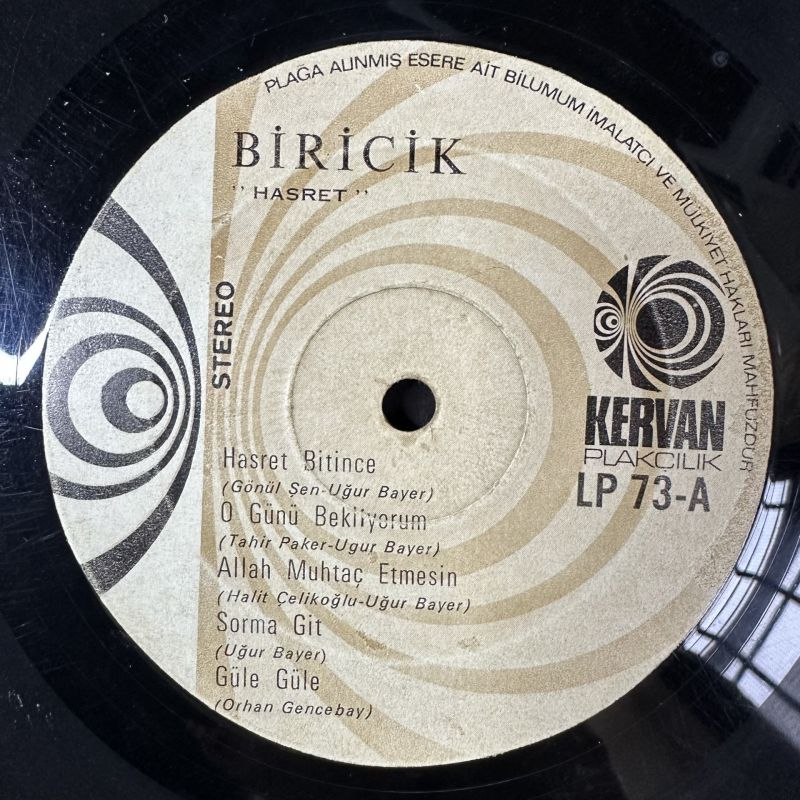 PLAĞA ALINMIŞ ESERE AİT BİLUMUM İMALATÇI VE MÜLKİYET HAKLARI MAHFUZDUR
BİRİCİK
" HASRET "
STEREO
KERVAN
PLAKCILIK
LP 73-A
Hasret Bitince
(Gönül Şen-Uğur Bayer)
O Günü Bekliyorum
(Tahir Paker-Ugur Bayer)
Allah Muhtaç Etmesin
(Halit Çelikoğlu-Uğur Bayer)
Sorma Git
(Uğur Bayer)
Güle Güle
(Orhan Gencebay)